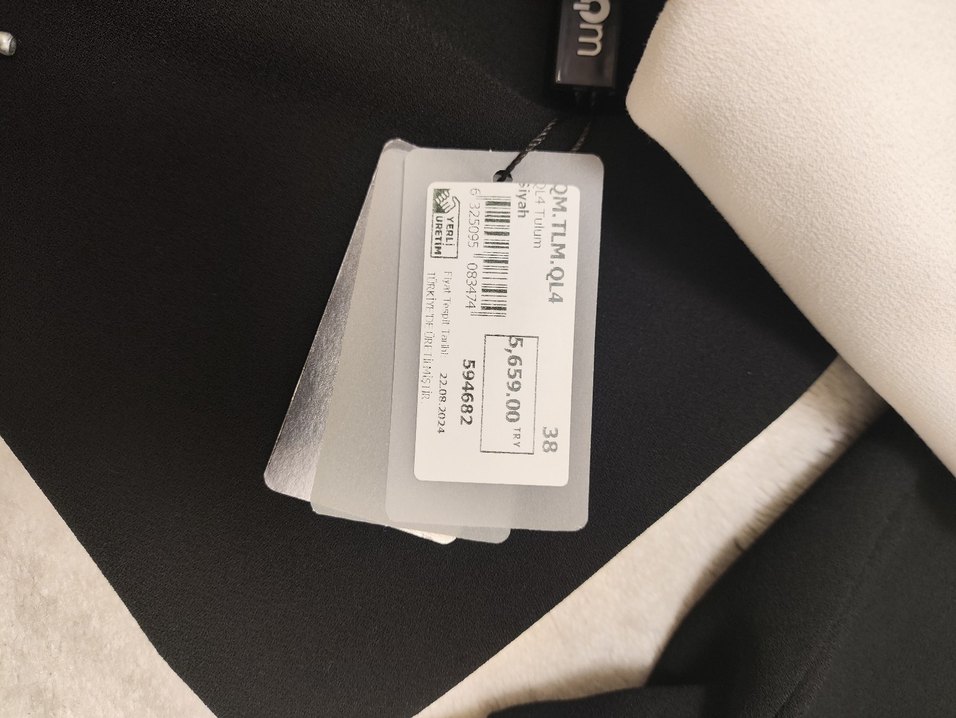 QM.TLM.QL4
38
QL4 Tulum
Siyah
5,659.00 TRY
6 325095 083474
594682
YERLİ
ÜRETİM
Fiyat Tespit Tarihi 22.08.2024
TÜRKİYE'DE ÜRETİLMİŞTİR.
qpm